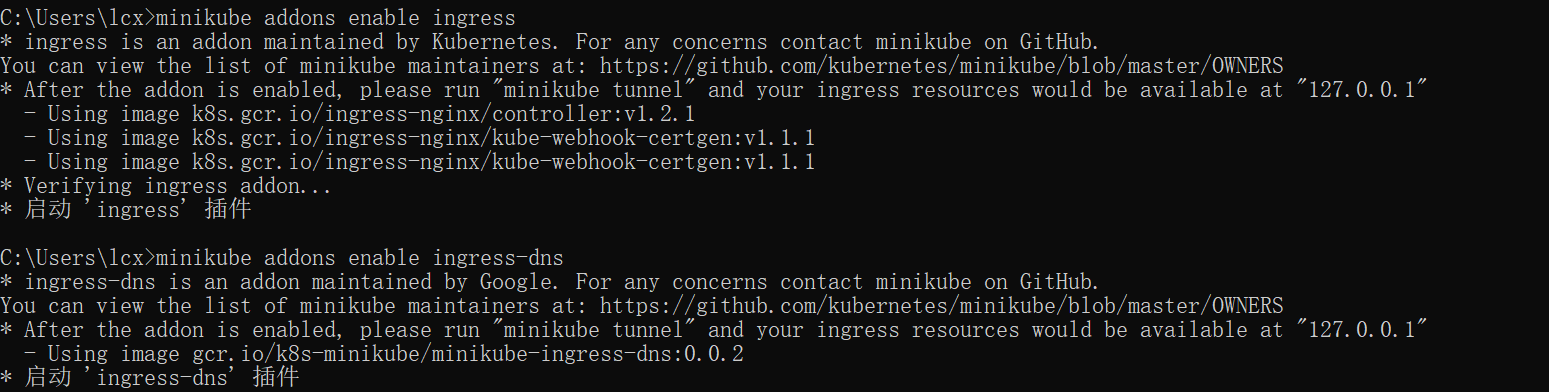 C:\Users\lcx>minikube addons enable ingress
* ingress is an addon maintained by Kubernetes. For any concerns contact minikube on GitHub.
You can view the list of minikube maintainers at: https://github.com/kubernetes/minikube/blob/master/OWNERS
* After the addon is enabled, please run "minikube tunnel" and your ingress resources would be available at "127.0.0.1"
  - Using image k8s.gcr.io/ingress-nginx/controller:v1.2.1
  - Using image k8s.gcr.io/ingress-nginx/kube-webhook-certgen:v1.1.1
  - Using image k8s.gcr.io/ingress-nginx/kube-webhook-certgen:v1.1.1
* Verifying ingress addon...
* 启动 'ingress' 插件
C:\Users\lcx>minikube addons enable ingress-dns
* ingress-dns is an addon maintained by Google. For any concerns contact minikube on GitHub.
You can view the list of minikube maintainers at: https://github.com/kubernetes/minikube/blob/master/OWNERS
* After the addon is enabled, please run "minikube tunnel" and your ingress resources would be available at "127.0.0.1"
  - Using image gcr.io/k8s-minikube/minikube-ingress-dns:0.0.2
* 启动 'ingress-dns' 插件